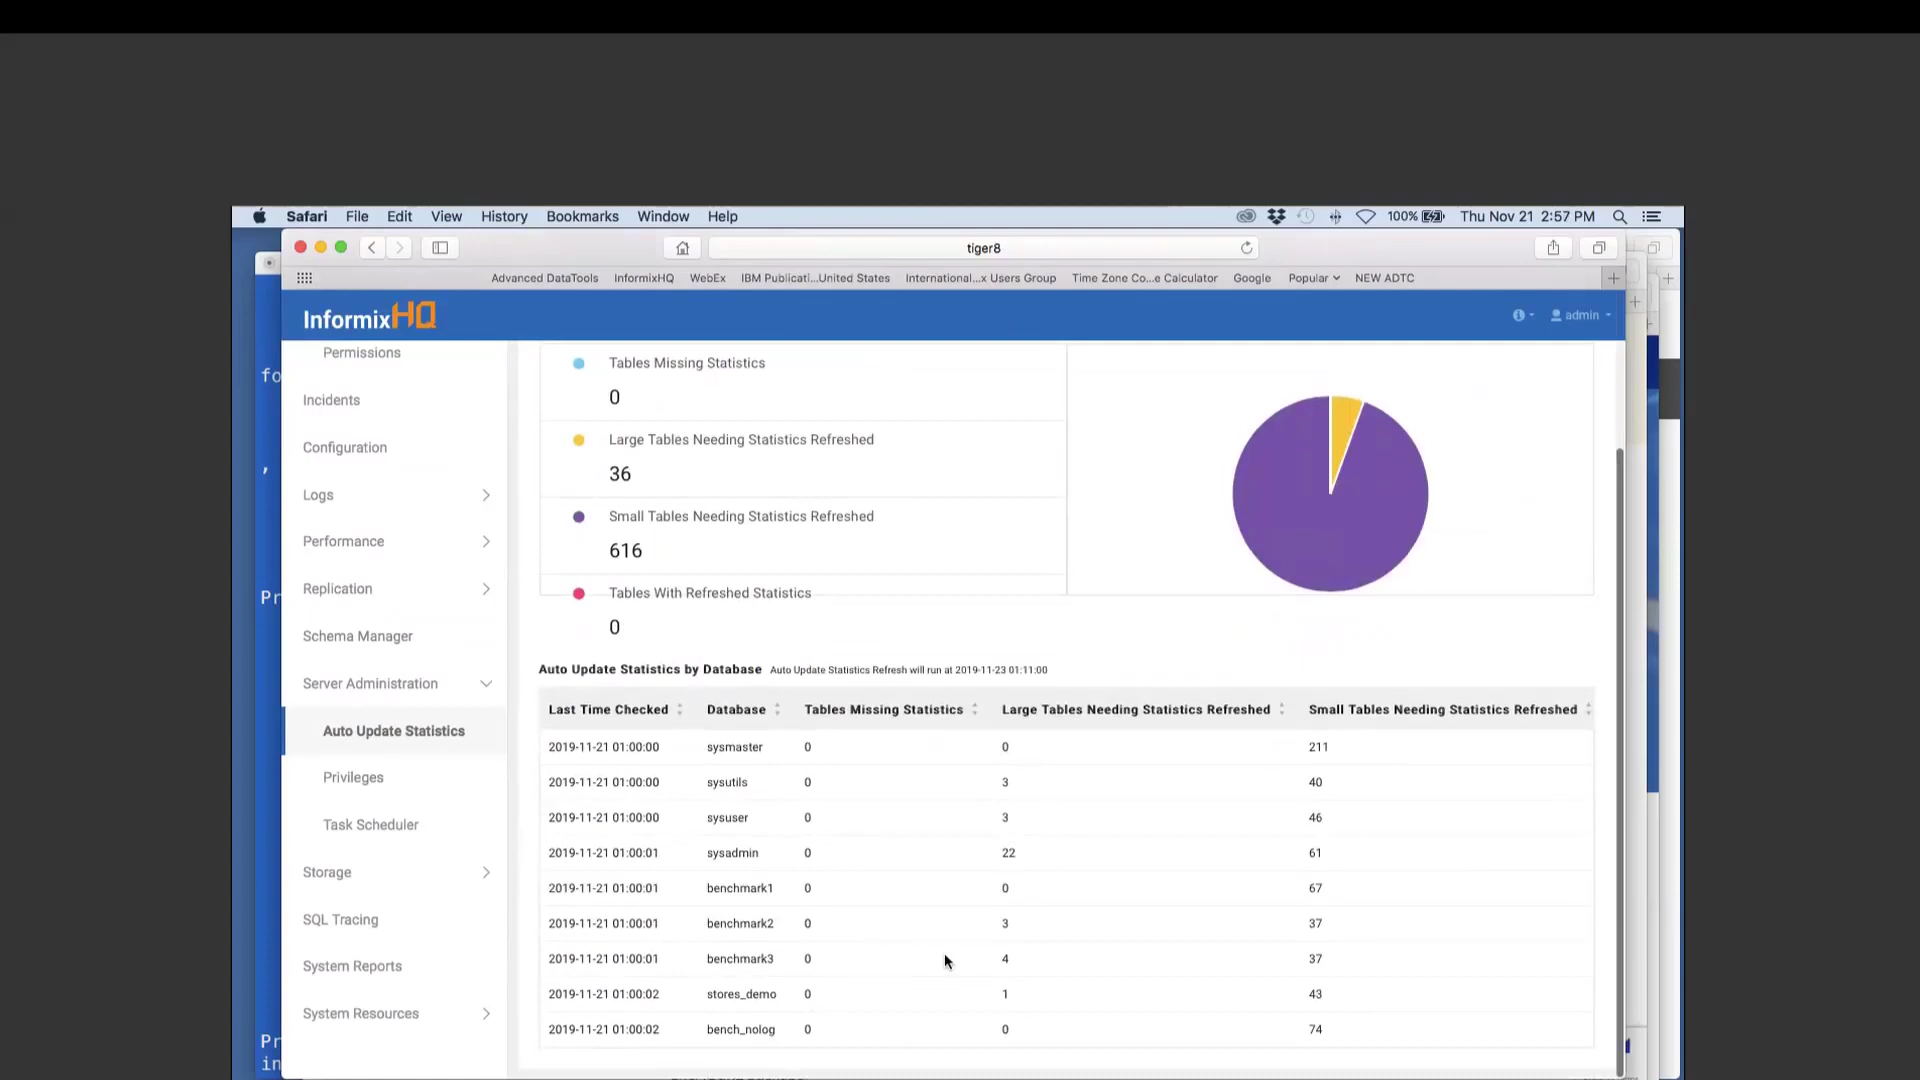 Safari File Edit View History Bookmarks Window Help 100% Thu Nov 21 2:57 PM
tiger8
Advanced DataTools InformixHQ WebEx IBM Publicati...United States International...x Users Group Time Zone Co...e Calculator Google Popular NEW ADTC
InformixHQ admin
Permissions
Incidents
Configuration
Logs
Performance
Replication
Schema Manager
Server Administration
Auto Update Statistics
Privileges
Task Scheduler
Storage
SQL Tracing
System Reports
System Resources
Tables Missing Statistics
0
Large Tables Needing Statistics Refreshed
36
Small Tables Needing Statistics Refreshed
616
Tables With Refreshed Statistics
0
Auto Update Statistics by Database Auto Update Statistics Refresh will run at 2019-11-23 01:11:00
Last Time Checked Database Tables Missing Statistics Large Tables Needing Statistics Refreshed Small Tables Needing Statistics Refreshed
2019-11-21 01:00:00 sysmaster 0 0 211
2019-11-21 01:00:00 sysutils 0 3 40
2019-11-21 01:00:00 sysuser 0 3 46
2019-11-21 01:00:01 sysadmin 0 22 61
2019-11-21 01:00:01 benchmark1 0 0 67
2019-11-21 01:00:01 benchmark2 0 3 37
2019-11-21 01:00:01 benchmark3 0 4 37
2019-11-21 01:00:02 stores_demo 0 1 43
2019-11-21 01:00:02 bench_nolog 0 0 74
fo
,
Pr
Pr
in